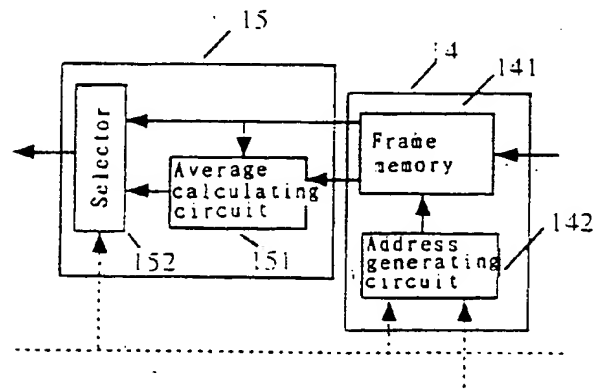 15
14
141
Selector
Frame
memory
Average
calculating
circuit
152
151
Address
generating
circuit
142